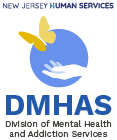 NEW JERSEY HUMAN SERVICES
DMHAS
Division of Mental Health
and Addiction Services